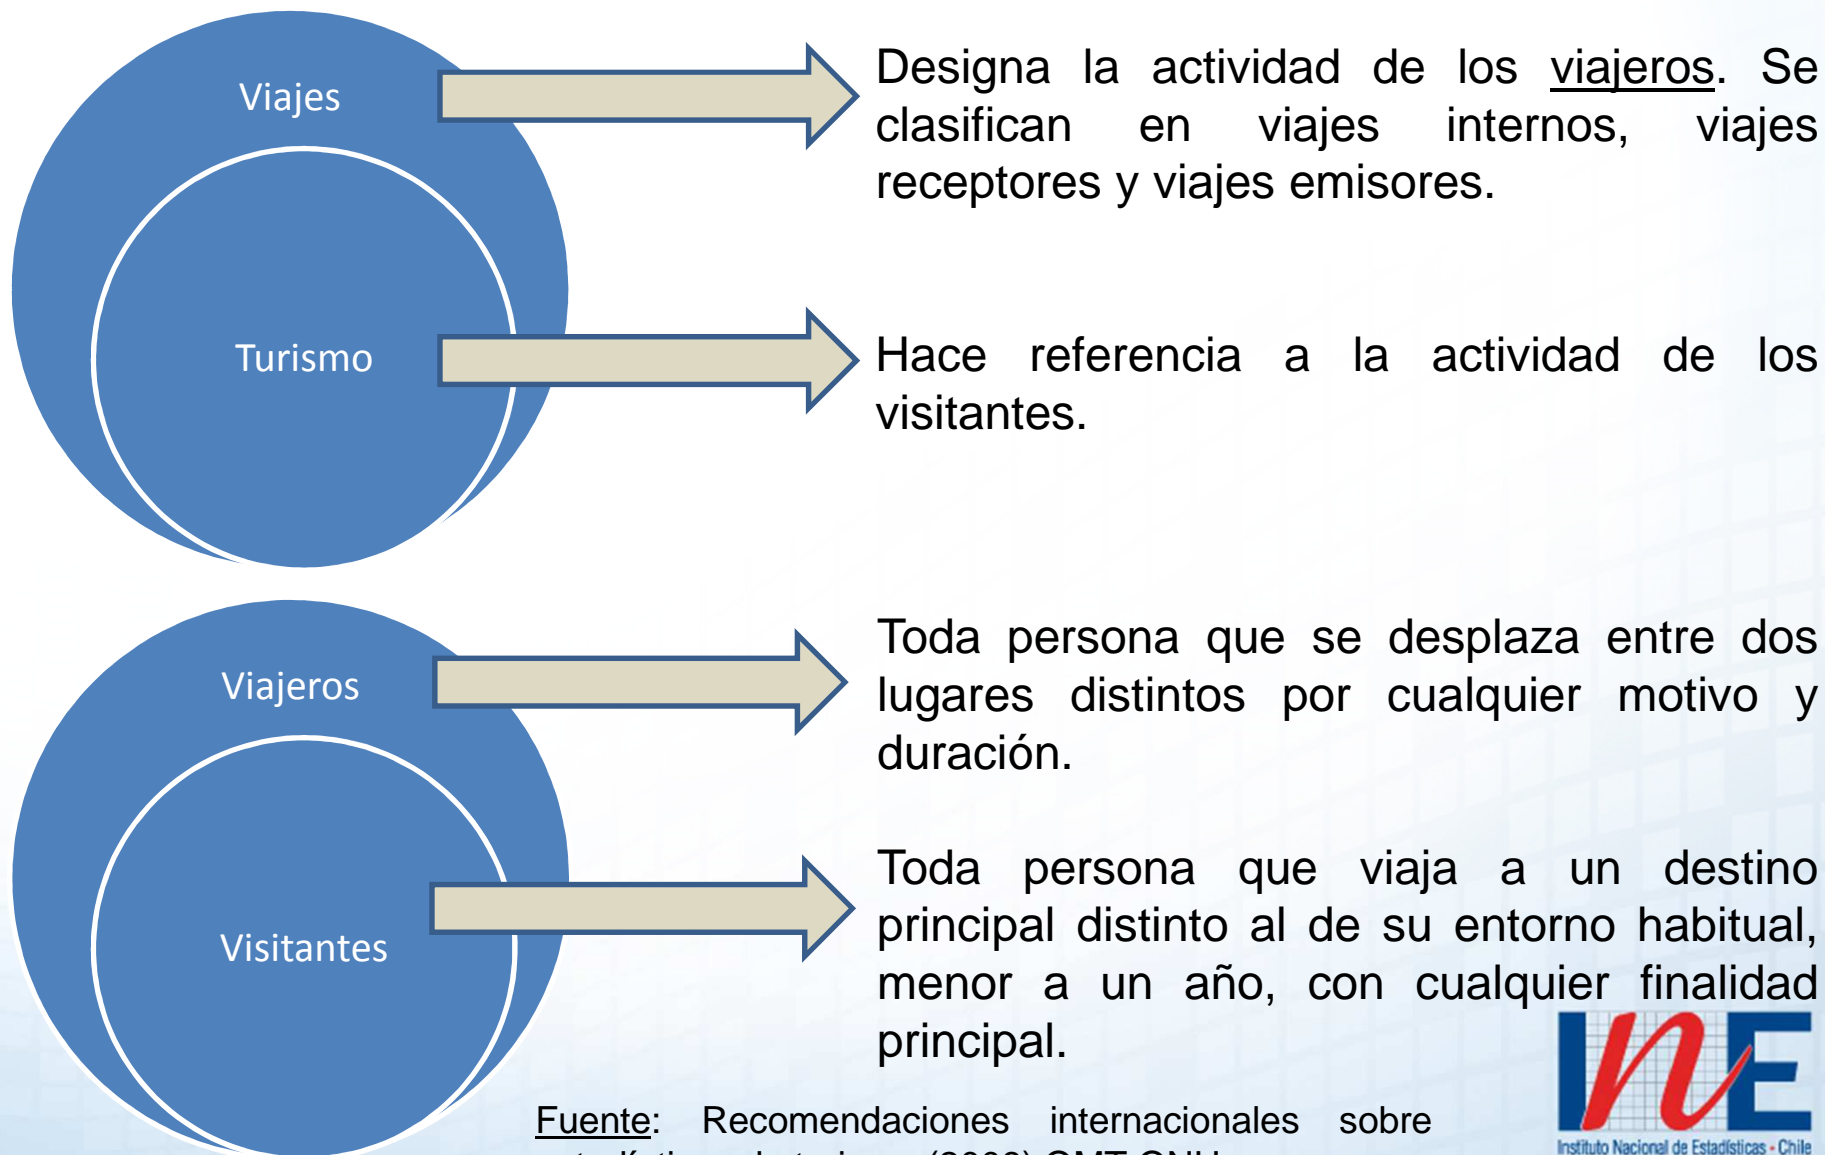 Viajes
Designa la actividad de los viajeros. Se
clasifican en viajes internos, viajes
receptores y viajes emisores.
Turismo
Hace referencia a la actividad de los
visitantes.
Viajeros
Toda persona que se desplaza entre dos
lugares distintos por cualquier motivo y
duración.
Visitantes
Toda persona que viaja a un destino
principal distinto al de su entorno habitual,
menor a un año, con cualquier finalidad
principal.
Fuente: Recomendaciones internacionales sobre
INE
Instituto Nacional de Estadísticas - Chile